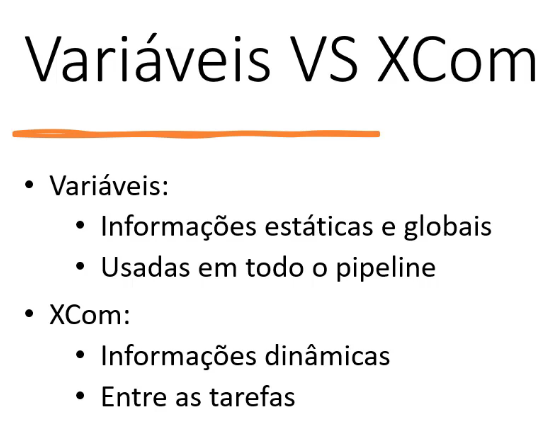 Variáveis VS XCom
• Variáveis:
• Informações estáticas e globais
• Usadas em todo o pipeline
• XCom:
• Informações dinâmicas
• Entre as tarefas